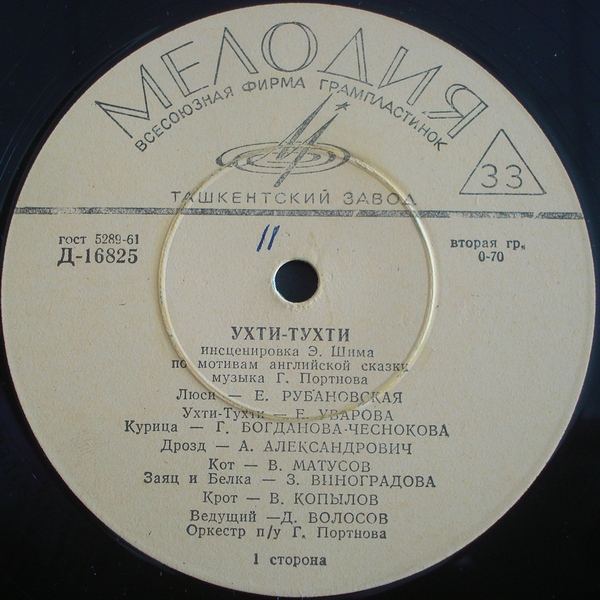 МЕЛОДИЯ
ВСЕСОЮЗНАЯ ФИРМА ГРАМПЛАСТИНОК
33
ТАШКЕНТСКИЙ ЗАВОД
гост 5289-61
Д-16825
11
вторая гр.
0-70
УХТИ-ТУХТИ
инсценировка Э. Шима
по мотивам английской сказки
музыка Г. Портнова
Люси — Е. РУБАНОВСКАЯ
Ухти-Тухти — Е. УВАРОВА
Курица — Г. БОГДАНОВА-ЧЕСНОКОВА
Дрозд — А. АЛЕКСАНДРОВИЧ
Кот — В. МАТУСОВ
Заяц и Белка — З. ВИНОГРАДОВА
Крот — В. КОПЫЛОВ
Ведущий —Д. ВОЛОСОВ
Оркестр п/у Г. Портнова
1 сторона